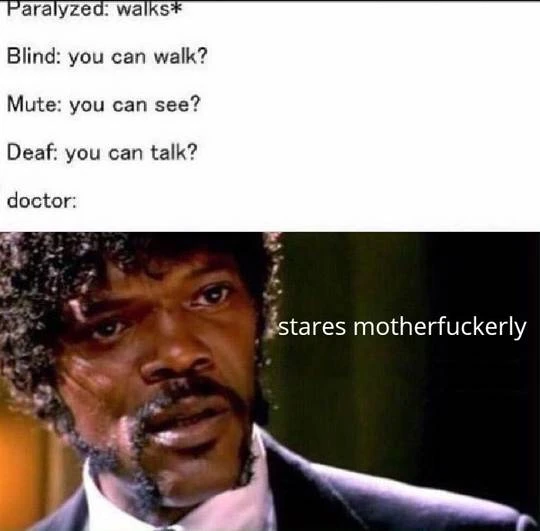 Paralyzed: walks*
Blind: you can walk?
Mute: you can see?
Deaf: you can talk?
doctor:
stares motherfuckerly